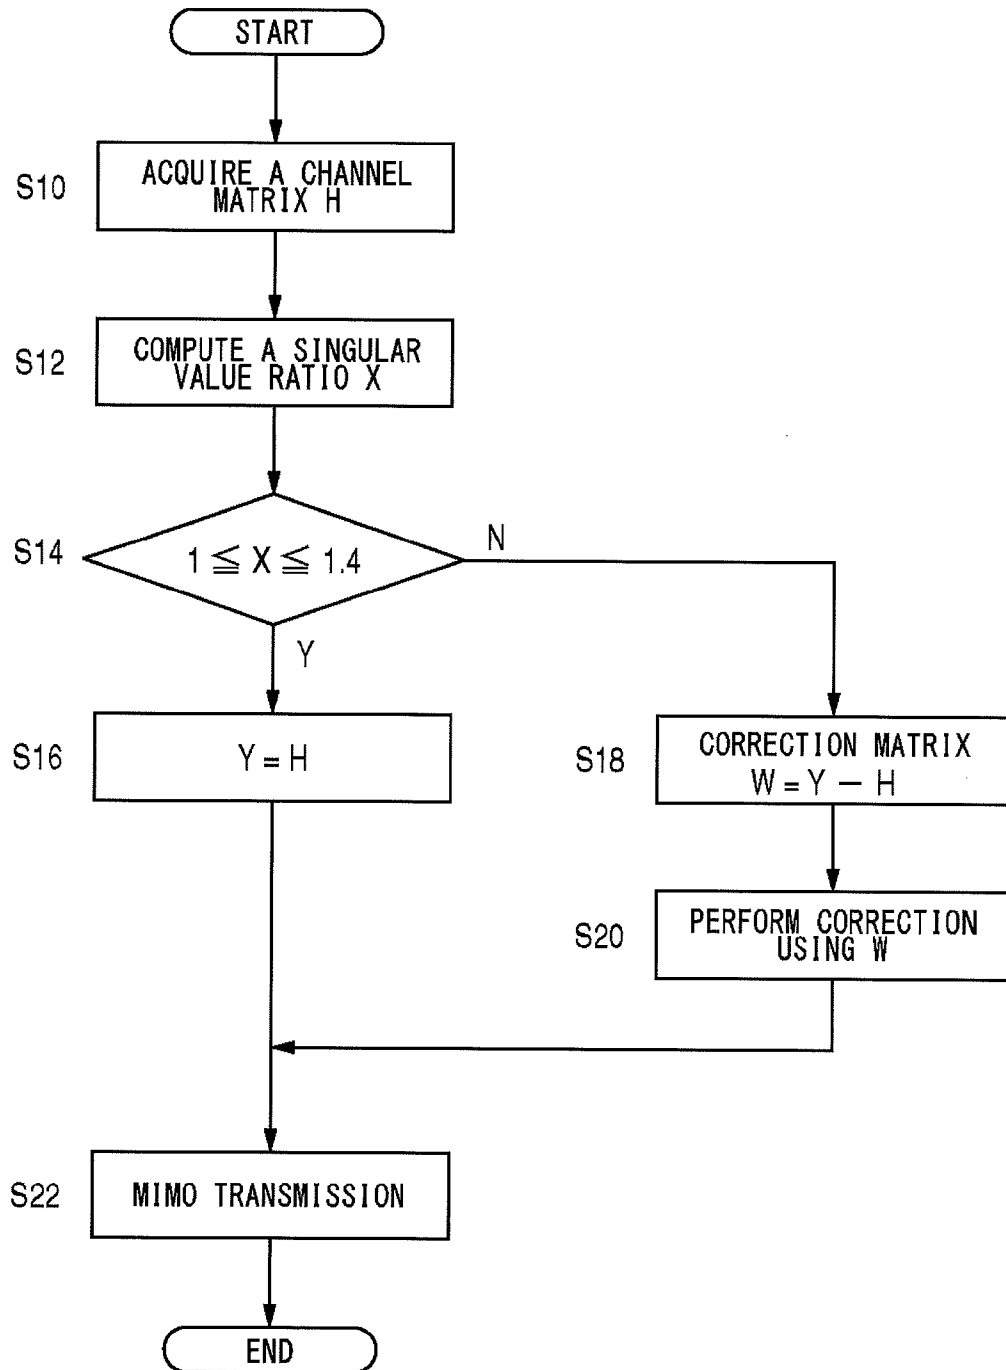 START
S10
ACQUIRE A CHANNEL
MATRIX H
S12
COMPUTE A SINGULAR
VALUE RATIO X
S14
1 ≦ X ≦ 1.4
N
Y
S16
Y = H
S18
CORRECTION MATRIX
W = Y − H
S20
PERFORM CORRECTION
USING W
S22
MIMO TRANSMISSION
END